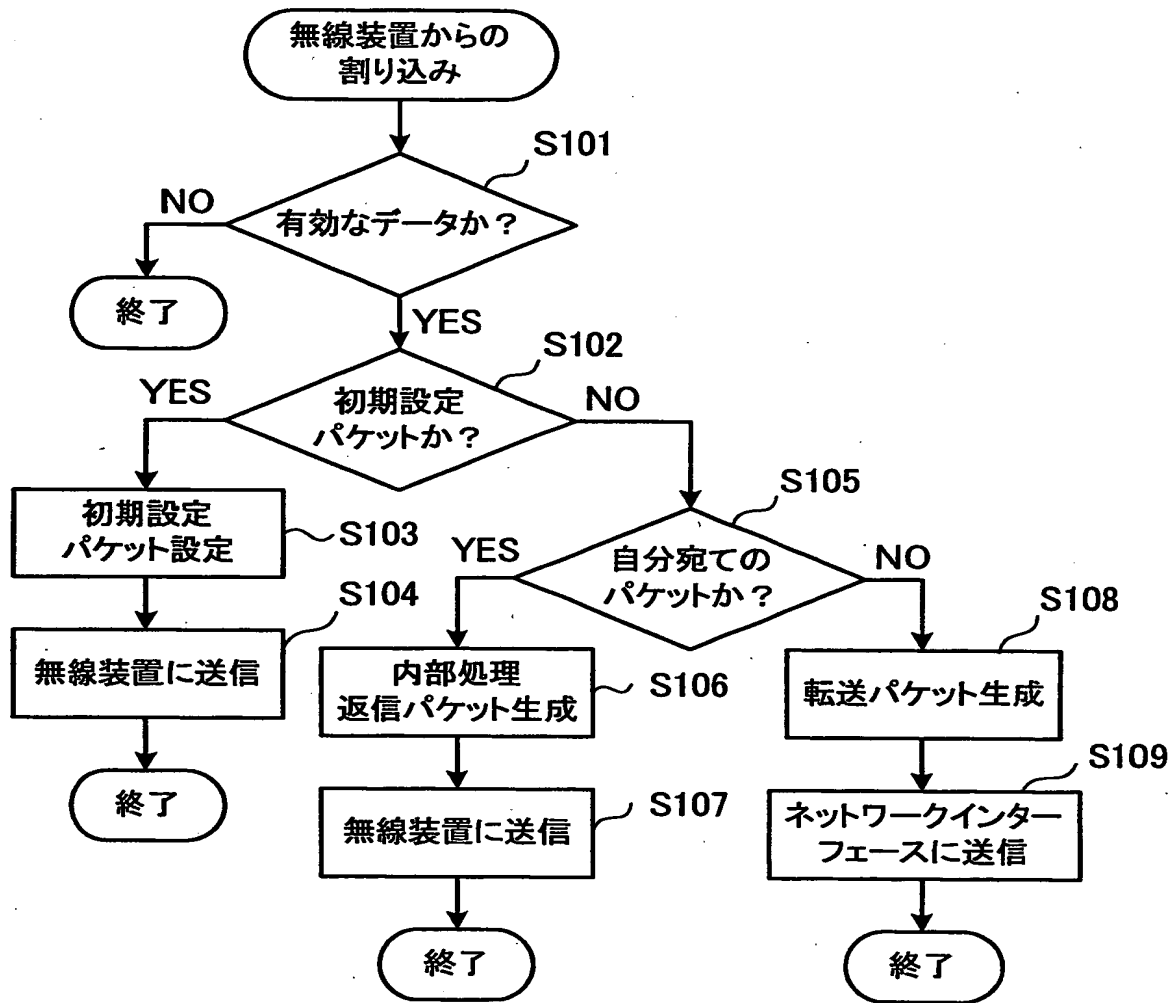 無線装置からの
割り込み
S101
NO
有効なデータか？
終了
YES
S102
YES
初期設定
パケットか？
NO
初期設定
パケット設定
S103
S105
YES
自分宛ての
パケットか？
NO
S104
無線装置に送信
S108
内部処理
返信パケット生成
S106
転送パケット生成
終了
S109
無線装置に送信
S107
ネットワークインター
フェースに送信
終了
終了